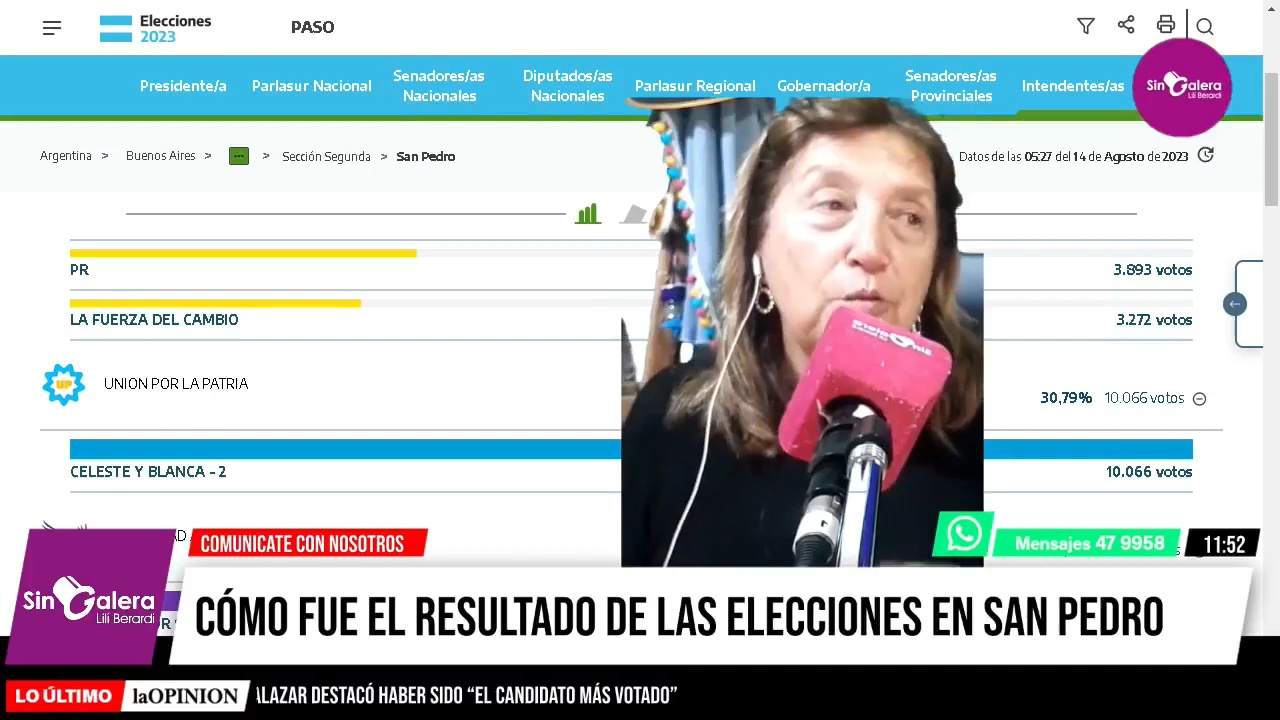 Elecciones
2023
PASO
Presidente/a
Parlasur Nacional
Senadores/as
Nacionales
Diputados/as
Nacionales
Parlasur Regional
Gobernador/a
Senadores/as
Provinciales
Intendentes/as
Sin Galera
Lili Berardi
Argentina > Buenos Aires > ... > Sección Segunda > San Pedro
Datos de las 05:27 del 14 de Agosto de 2023
PR
3.893 votos
LA FUERZA DEL CAMBIO
3.272 votos
UP
UNION POR LA PATRIA
30,79% 10.066 votos
CELESTE Y BLANCA - 2
10.066 votos
COMUNICATE CON NOSOTROS
Mensajes 47 9958
11:52
Sin Galera
Lilí Berardi
CÓMO FUE EL RESULTADO DE LAS ELECCIONES EN SAN PEDRO
LO ÚLTIMO
laOPINION
ALAZAR DESTACÓ HABER SIDO “EL CANDIDATO MÁS VOTADO”